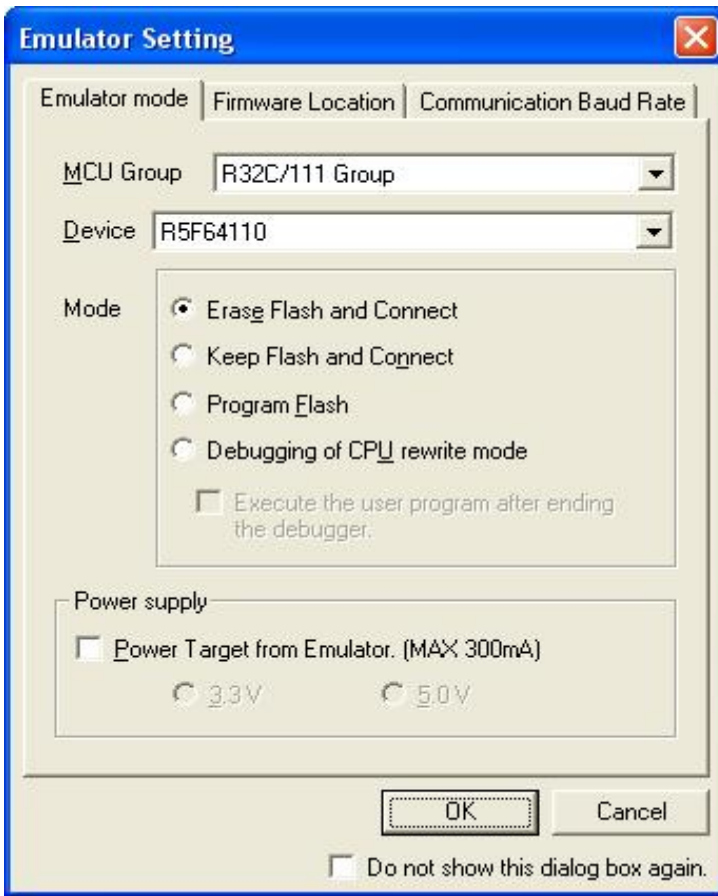 Emulator Setting
Emulator mode Firmware Location Communication Baud Rate
MCU Group R32C/111 Group
Device R5F64110
Mode Erase Flash and Connect
Keep Flash and Connect
Program Flash
Debugging of CPU rewrite mode
Execute the user program after ending
the debugger.
Power supply
Power Target from Emulator. (MAX 300mA)
3.3 V 5.0 V
OK Cancel
Do not show this dialog box again.